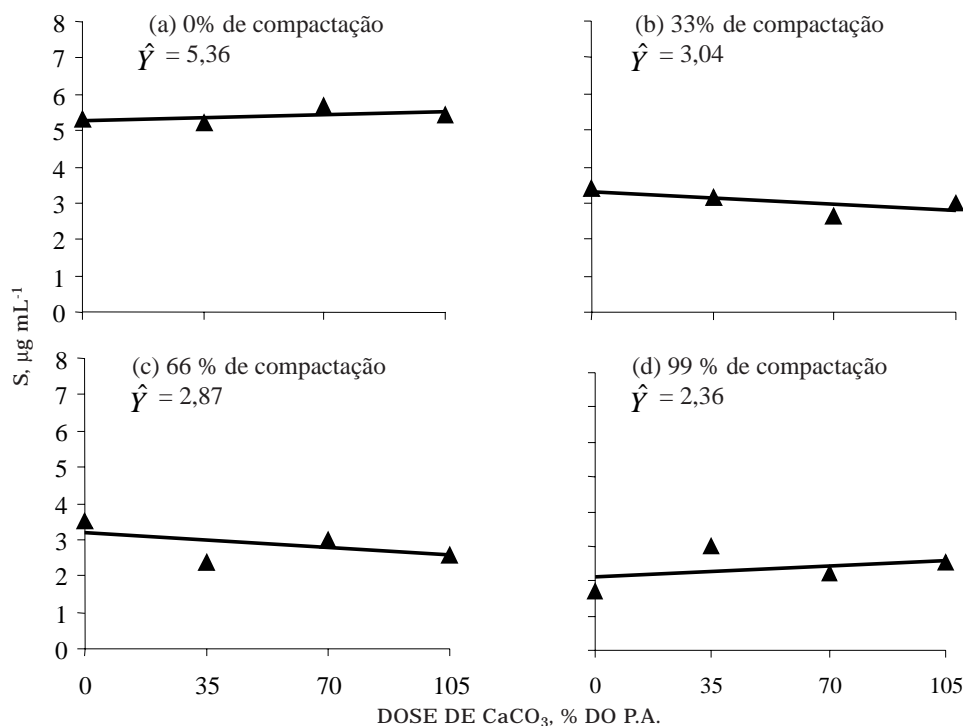 (a) 0% de compactação
Ŷ = 5,36
(b) 33% de compactação
Ŷ = 3,04
8
7
6
5
4
3
2
1
0
S, µg mL-1
(c) 66 % de compactação
Ŷ = 2,87
(d) 99 % de compactação
Ŷ = 2,36
8
7
6
5
4
3
2
1
0
0 35 70 105
0 35 70 105
DOSE DE CaCO3, % DO P.A.